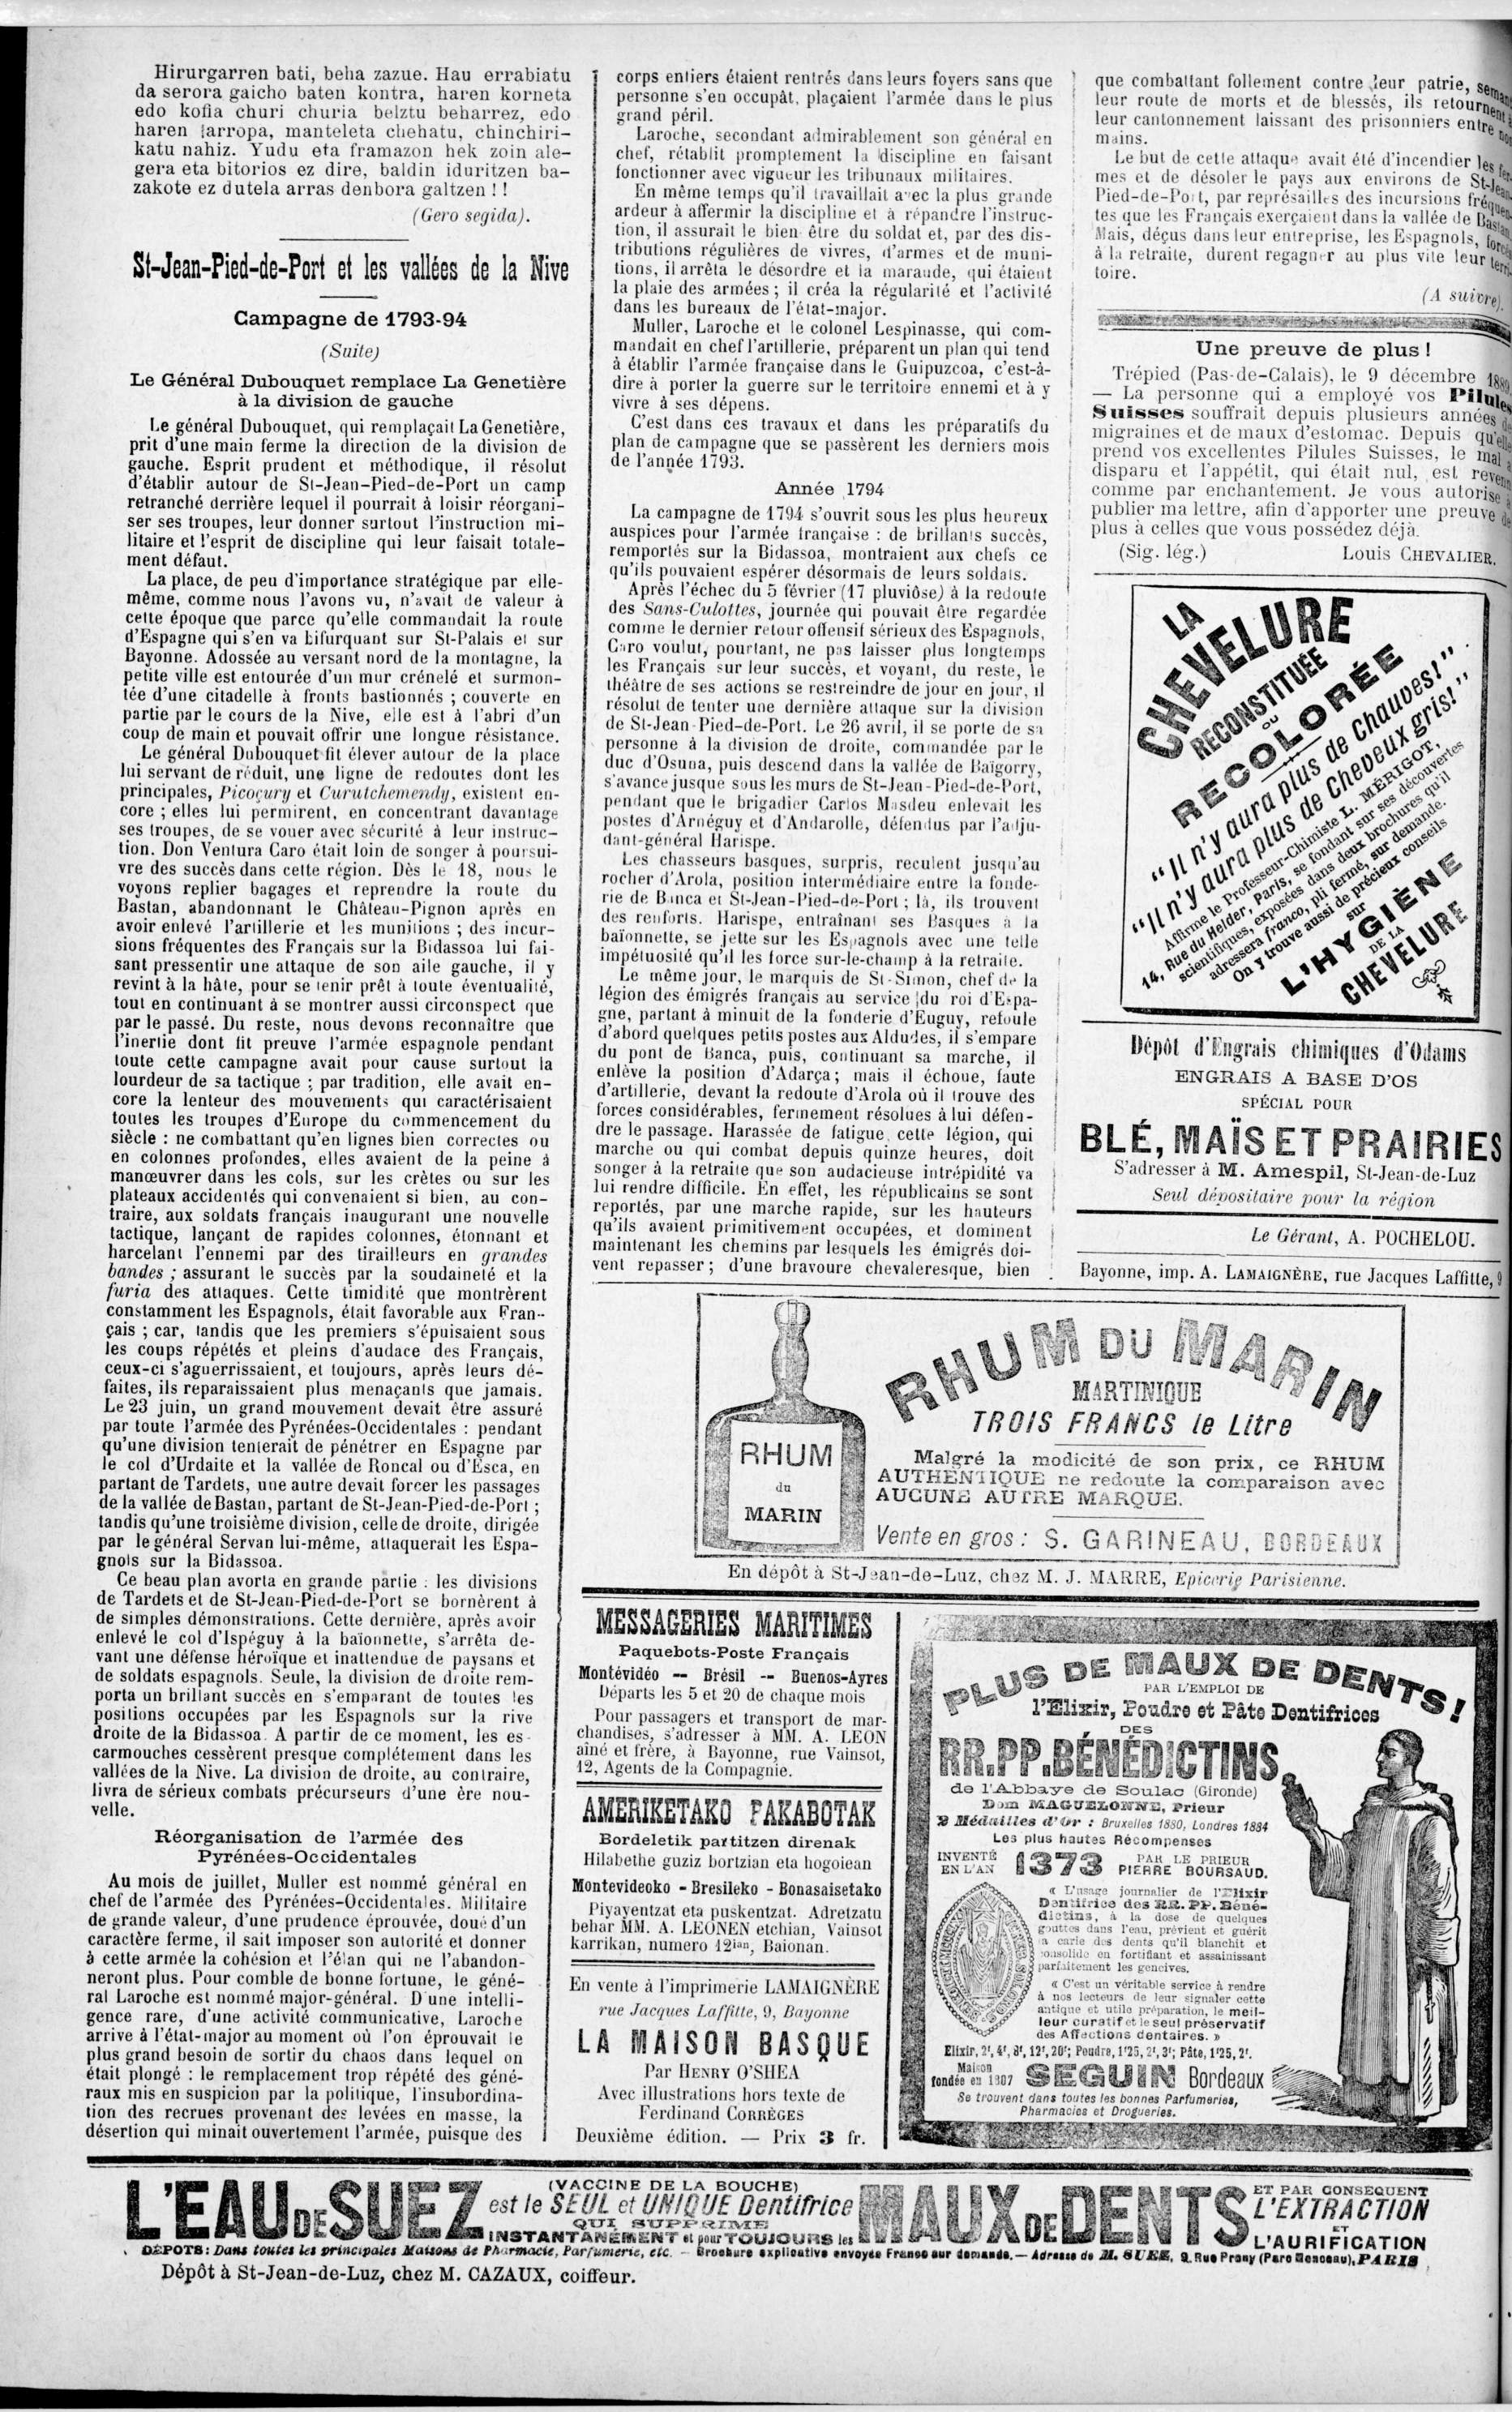 Hirurgarren bati, beha zazue. Hau errabiatu
da serora gaicho baten kontra, haren korneta
edo kofia churi churia belztu beharrez, edo
haren jarropa, manteleta chehatu, chinchiri-
katu nahiz. Yudu eta framazon hek zoin ale-
gera eta bitorios ez dire, baldin iduritzen ba-
zakote ez dutela arras denbora galtzen ! !
(Gero segida).
St-Jean-Pied-de-Port et les vallées de la Nive
Campagne de 1793-94
(Suite)
Le Général Dubouquet remplace La Genetière
à la division de gauche
Le général Dubouquet, qui remplaçait La Genetière,
prit d'une main ferme la direction de la division de
gauche. Esprit prudent et méthodique, il résolut
d'établir autour de St-Jean-Pied-de-Port un camp
retranché derrière lequel il pourrait à loisir réorgani-
ser ses troupes, leur donner surtout l'instruction mi-
litaire et l'esprit de discipline qui leur faisait totale-
ment défaut.
La place, de peu d'importance stratégique par elle-
même, comme nous l'avons vu, n'avait de valeur à
cette époque que parce qu'elle commandait la route
d'Espagne qui s'en va bifurquant sur St-Palais et sur
Bayonne. Adossée au versant nord de la montagne, la
petite ville est entourée d'un mur crénelé et surmon-
tée d'une citadelle à fronts bastionnés ; couverte en
partie par le cours de la Nive, elle est à l'abri d'un
coup de main et pouvait offrir une longue résistance.
Le général Dubouquet fit élever autour de la place
lui servant de réduit, une ligne de redoutes dont les
principales, Picoçury et Curutchemendy, existent en-
core ; elles lui permirent, en concentrant davantage
ses troupes, de se vouer avec sécurité à leur instruc-
tion. Don Ventura Caro était loin de songer à poursui-
vre des succès dans cette région. Dès le 18, nous le
voyons replier bagages et reprendre la route du
Bastan, abandonnant le Château-Pignon après en
avoir enlevé l'artillerie et les munitions ; des incur-
sions fréquentes des Français sur la Bidassoa lui fai-
sant pressentir une attaque de son aile gauche, il y
revint à la hâte, pour se tenir prêt à toute éventualité,
tout en continuant à se montrer aussi circonspect que
par le passé. Du reste, nous devons reconnaître que
l'inertie dont fit preuve l'armée espagnole pendant
toute cette campagne avait pour cause surtout la
lourdeur de sa tactique ; par tradition, elle avait en-
core la lenteur des mouvements qui caractérisaient
toutes les troupes d'Europe du commencement du
siècle : ne combattant qu'en lignes bien correctes ou
en colonnes profondes, elles avaient de la peine à
manœuvrer dans les cols, sur les crêtes ou sur les
plateaux accidentés qui convenaient si bien, au con-
traire, aux soldats français inaugurant une nouvelle
tactique, lançant de rapides colonnes, étonnant et
harcelant l'ennemi par des tirailleurs en grandes
bandes ; assurant le succès par la soudaineté et la
furia des attaques. Cette timidité que montrèrent
constamment les Espagnols, était favorable aux Fran-
çais ; car, tandis que les premiers s'épuisaient sous
les coups répétés et pleins d'audace des Français,
ceux-ci s'aguerrissaient, et toujours, après leurs dé-
faites, ils reparaissaient plus menaçants que jamais.
Le 23 juin, un grand mouvement devait être assuré
par toute l'armée des Pyrénées-Occidentales : pendant
qu'une division tenterait de pénétrer en Espagne par
le col d'Urdaite et la vallée de Roncal ou d'Esca, en
partant de Tardets, une autre devait forcer les passages
de la vallée de Bastan, partant de St-Jean-Pied-de-Port ;
tandis qu'une troisième division, celle de droite, dirigée
par le général Servan lui-même, attaquerait les Espa-
gnols sur la Bidassoa.
Ce beau plan avorta en grande partie : les divisions
de Tardets et de St-Jean-Pied-de-Port se bornèrent à
de simples démonstrations. Cette dernière, après avoir
enlevé le col d'Ispéguy à la baïonnette, s'arrêta de-
vant une défense héroïque et inattendue de paysans et
de soldats espagnols. Seule, la division de droite rem-
porta un brillant succès en s'emparant de toutes les
positions occupées par les Espagnols sur la rive
droite de la Bidassoa. A partir de ce moment, les es-
carmouches cessèrent presque complétement dans les
vallées de la Nive. La division de droite, au contraire,
livra de sérieux combats précurseurs d'une ère nou-
velle.
Réorganisation de l'armée des
Pyrénées-Occidentales
Au mois de juillet, Muller est nommé général en
chef de l'armée des Pyrénées-Occidentales. Militaire
de grande valeur, d'une prudence éprouvée, doué d'un
caractère ferme, il sait imposer son autorité et donner
à cette armée la cohésion et l'élan qui ne l'abandon-
neront plus. Pour comble de bonne fortune, le géné-
ral Laroche est nommé major-général. D'une intelli-
gence rare, d'une activité communicative, Laroche
arrive à l'état-major au moment où l'on éprouvait le
plus grand besoin de sortir du chaos dans lequel on
était plongé : le remplacement trop répété des géné-
raux mis en suspicion par la politique, l'insubordina-
tion des recrues provenant des levées en masse, la
désertion qui minait ouvertement l'armée, puisque des
corps entiers étaient rentrés dans leurs foyers sans que
personne s'en occupât, plaçaient l'armée dans le plus
grand péril.
Laroche, secondant admirablement son général en
chef, rétablit promptement la discipline en faisant
fonctionner avec vigueur les tribunaux militaires.
En même temps qu'il travaillait avec la plus grande
ardeur à affermir la discipline et à répandre l'instruc-
tion, il assurait le bien être du soldat et, par des dis-
tributions régulières de vivres, d'armes et de muni-
tions, il arrêta le désordre et la maraude, qui étaient
la plaie des armées ; il créa la régularité et l'activité
dans les bureaux de l'état-major.
Muller, Laroche et le colonel Lespinasse, qui com-
mandait en chef l'artillerie, préparent un plan qui tend
à établir l'armée française dans le Guipuzcoa, c'est-à-
dire à porter la guerre sur le territoire ennemi et à y
vivre à ses dépens.
C'est dans ces travaux et dans les préparatifs du
plan de campagne que se passèrent les derniers mois
de l'année 1793.
Année 1794
La campagne de 1794 s'ouvrit sous les plus heureux
auspices pour l'armée française : de brillants succès,
remportés sur la Bidassoa, montraient aux chefs ce
qu'ils pouvaient espérer désormais de leurs soldats.
Après l'échec du 5 février (17 pluviôse) à la redoute
des Sans-Culottes, journée qui pouvait être regardée
comme le dernier retour offensif sérieux des Espagnols,
Caro voulut, pourtant, ne pas laisser plus longtemps
les Français sur leur succès, et voyant, du reste, le
théâtre de ses actions se restreindre de jour en jour, il
résolut de tenter une dernière attaque sur la division
de St-Jean-Pied-de-Port. Le 26 avril, il se porte de sa
personne à la division de droite, commandée par le
duc d'Osuna, puis descend dans la vallée de Baïgorry,
s'avance jusque sous les murs de St-Jean-Pied-de-Port,
pendant que le brigadier Carlos Masdeu enlevait les
postes d'Arnéguy et d'Andarolle, défendus par l'adju-
dant-général Harispe.
Les chasseurs basques, surpris, reculent jusqu'au
rocher d'Arola, position intermédiaire entre la fonde-
rie de Banca et St-Jean-Pied-de-Port ; là, ils trouvent
des renforts. Harispe, entraînant ses Basques à la
baïonnette, se jette sur les Espagnols avec une telle
impétuosité qu'il les force sur-le-champ à la retraite.
Le même jour, le marquis de St-Simon, chef de la
légion des émigrés français au service du roi d'Espa-
gne, partant à minuit de la fonderie d'Euguy, refoule
d'abord quelques petits postes aux Aldudes, il s'empare
du pont de Banca, puis, continuant sa marche, il
enlève la position d'Adarça ; mais il échoue, faute
d'artillerie, devant la redoute d'Arola où il trouve des
forces considérables, fermement résolues à lui défen-
dre le passage. Harassée de fatigue, cette légion, qui
marche ou qui combat depuis quinze heures, doit
songer à la retraite que son audacieuse intrépidité va
lui rendre difficile. En effet, les républicains se sont
reportés, par une marche rapide, sur les hauteurs
qu'ils avaient primitivement occupées, et dominent
maintenant les chemins par lesquels les émigrés doi-
vent repasser ; d'une bravoure chevaleresque, bien
que combattant follement contre leur patrie, semant
leur route de morts et de blessés, ils retournent à
leur cantonnement laissant des prisonniers entre nos
mains.
Le but de cette attaque avait été d'incendier les fer-
mes et de désoler le pays aux environs de St-Jean-
Pied-de-Port, par représailles des incursions fréquen-
tes que les Français exerçaient dans la vallée de Bastan.
Mais, déçus dans leur entreprise, les Espagnols, forcés
à la retraite, durent regagner au plus vite leur terri-
toire.
(A suivre).
Une preuve de plus !
Trépied (Pas-de-Calais), le 9 décembre 1889.
— La personne qui a employé vos Pilules
Suisses souffrait depuis plusieurs années de
migraines et de maux d'estomac. Depuis qu'elle
prend vos excellentes Pilules Suisses, le mal a
disparu et l'appétit, qui était nul, est revenu
comme par enchantement. Je vous autorise à
publier ma lettre, afin d'apporter une preuve de
plus à celles que vous possédez déjà.
(Sig. lég.) Louis CHEVALIER.
LA
CHEVELURE
RECONSTITUÉE
OU
RECOLORÉE
“Il n'y aura plus de Chauves!”
“Il n'y aura plus de Cheveux gris!”
Affirme le Professeur-Chimiste L. MÉRIGOT,
14, Rue du Helder, Paris, se fondant sur ses découvertes
scientifiques, exposées dans deux brochures qu'il
adressera franco, pli fermé, sur demande.
On y trouve aussi de précieux conseils
sur
L'HYGIÈNE
DE LA
CHEVELURE
Dépôt d'Engrais chimiques d'Odams
ENGRAIS A BASE D'OS
SPÉCIAL POUR
BLÉ, MAÏS ET PRAIRIES
S'adresser à M. Amespil, St-Jean-de-Luz
Seul dépositaire pour la région
Le Gérant, A. POCHELOU.
Bayonne, imp. A. LAMAIGNÈRE, rue Jacques Laffitte, 9
RHUM DU MARIN
MARTINIQUE
TROIS FRANCS le Litre
RHUM
du
MARIN
Malgré la modicité de son prix, ce RHUM
AUTHENTIQUE ne redoute la comparaison avec
AUCUNE AUTRE MARQUE.
Vente en gros : S. GARINEAU, BORDEAUX
En dépôt à St-Jean-de-Luz, chez M. J. MARRE, Epicerie Parisienne.
MESSAGERIES MARITIMES
Paquebots-Poste Français
Montévidéo -- Brésil -- Buenos-Ayres
Départs les 5 et 20 de chaque mois
Pour passagers et transport de mar-
chandises, s'adresser à MM. A. LEON
aîné et frère, à Bayonne, rue Vainsot,
12, Agents de la Compagnie.
AMERIKETAKO PAKABOTAK
Bordeletik partitzen direnak
Hilabethe guziz bortzian eta hogoiean
Montevideoko - Bresileko - Bonasaisetako
Piyayentzat eta puskentzat. Adretzatu
behar MM. A. LEONEN etchian, Vainsot
karrikan, numero 12ian, Baionan.
En vente à l'imprimerie LAMAIGNÈRE
rue Jacques Laffitte, 9, Bayonne
LA MAISON BASQUE
Par HENRY O'SHEA
Avec illustrations hors texte de
Ferdinand CORRÈGES
Deuxième édition. — Prix 3 fr.
PLUS DE MAUX DE DENTS !
PAR L'EMPLOI DE
l'Elixir, Poudre et Pâte Dentifrices
DES
RR.PP.BÉNÉDICTINS
de l'Abbaye de Soulac (Gironde)
Dom MAGUELONNE, Prieur
2 Médailles d'Or : Bruxelles 1880, Londres 1884
Les plus hautes Récompenses
INVENTÉ
EN L'AN 1373 PAR LE PRIEUR
PIERRE BOURSAUD.
« L'usage journalier de l'Elixir
Dentifrice des RR. PP. Béné-
dictins, à la dose de quelques
gouttes dans l'eau, prévient et guérit
la carie des dents qu'il blanchit et
consolide en fortifiant et assainissant
parfaitement les gencives.
« C'est un véritable service à rendre
à nos lecteurs de leur signaler cette
antique et utile préparation, le meil-
leur curatif et le seul préservatif
des Affections dentaires. »
Elixir, 2f, 4f, 8f, 12f, 20f; Poudre, 1f25, 2f, 3f; Pâte, 1f25, 2f.
Maison
fondée en 1807 SEGUIN Bordeaux
Se trouvent dans toutes les bonnes Parfumeries,
Pharmacies et Drogueries.
L'EAU DE SUEZ
(VACCINE DE LA BOUCHE)
est le SEUL et UNIQUE Dentifrice
QUI SUPPRIME
INSTANTANÉMENT et pour TOUJOURS les
MAUX DE DENTS
ET PAR CONSEQUENT
L'EXTRACTION
ET
L'AURIFICATION
DÉPOTS : Dans toutes les principales Maisons de Pharmacie, Parfumerie, etc. — Brochure explicative envoyée Franco sur demande. — Adresse de M. SUEZ, 9, Rue Prony (Parc Monceau), PARIS
Dépôt à St-Jean-de-Luz, chez M. CAZAUX, coiffeur.